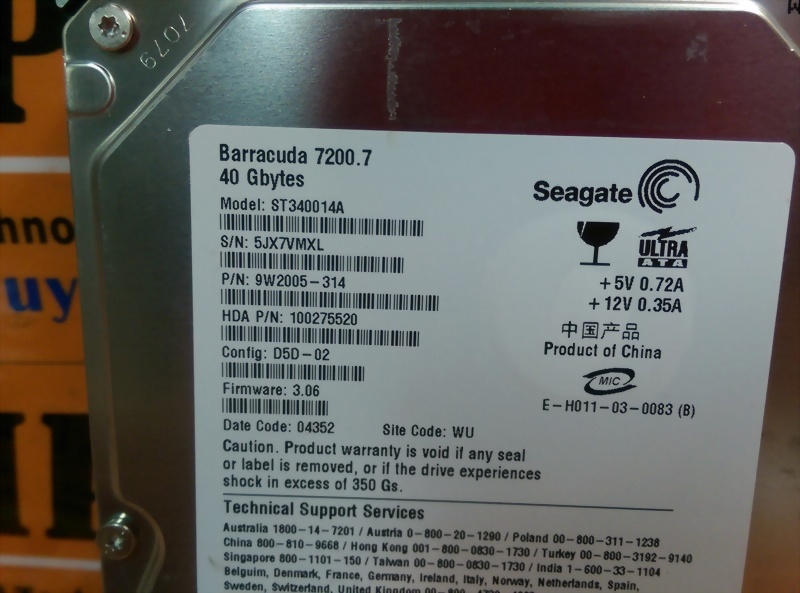 7079
Barracuda 7200.7
40 Gbytes
Model: ST340014A
S/N: 5JX7VMXL
P/N: 9W2005-314
HDA P/N: 100275520
Config: D5D-02
Firmware: 3.06
Date Code: 04352 Site Code: WU
Seagate
ULTRA
ATA
+5V 0.72A
+12V 0.35A
中国产品
Product of China
MIC
E-H011-03-0083 (B)
Caution. Product warranty is void if any seal
or label is removed, or if the drive experiences
shock in excess of 350 Gs.
Technical Support Services
Australia 1800-14-7201 / Austria 0-800-20-1290 / Poland 00-800-311-1238
China 800-810-9668 / Hong Kong 001-800-0830-1730 / Turkey 00-800-3192-9140
Singapore 800-1101-150 / Taiwan 00-800-0830-1730 / India 1-600-33-1104
Belguim, Denmark, France, Germany, Ireland, Italy, Norway, Netherlands, Spain,
Sweden, Switzerland, United Kingdom
hno
uy